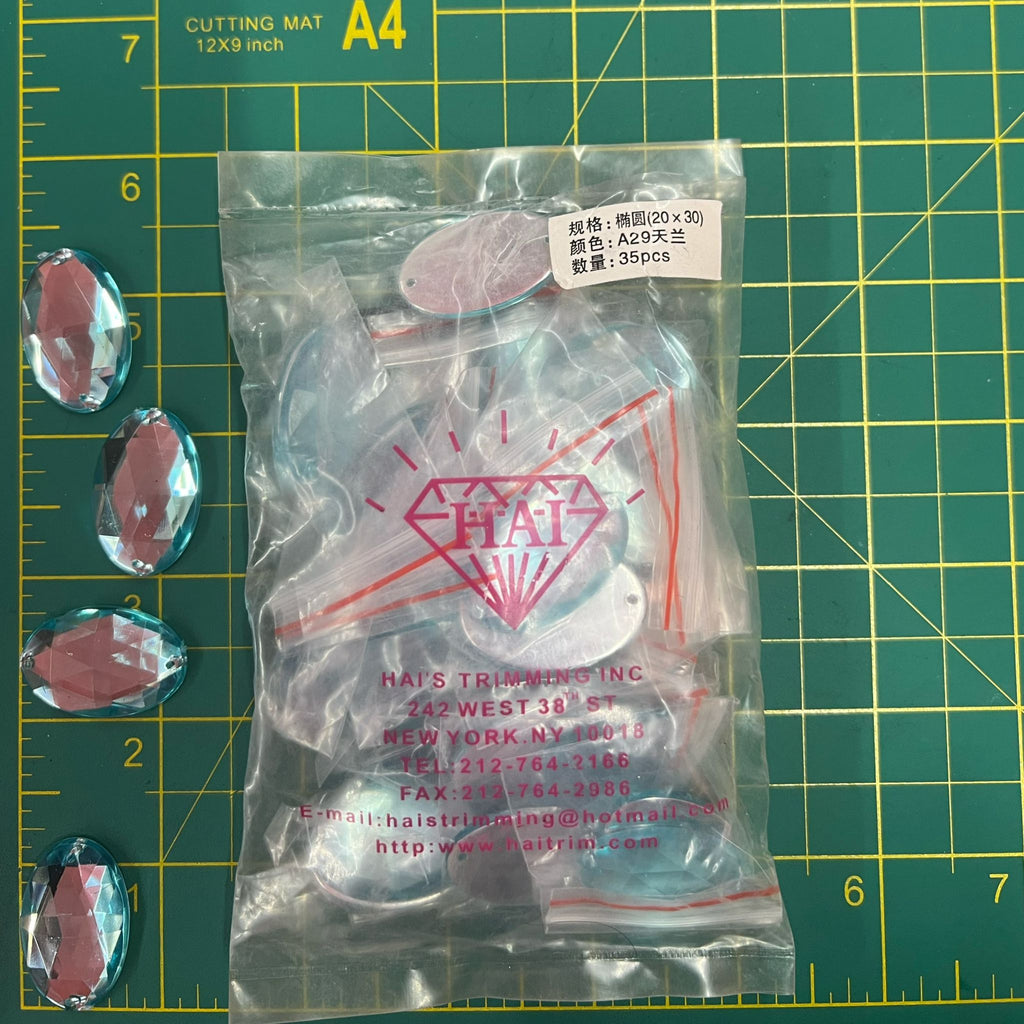 CUTTING MAT
12X9 inch
A4
7
6
5
2
1
6
7
规格:椭圆(20×30)
颜色:A29天兰
数量:35pcs
HAI
HAI'S TRIMMING INC
242 WEST 38TH ST
NEW YORK.NY 10018
TEL:212-764-2166
FAX:212-764-2986
E-mail:haistrimming@hotmail.com
http:www.haitrim.com